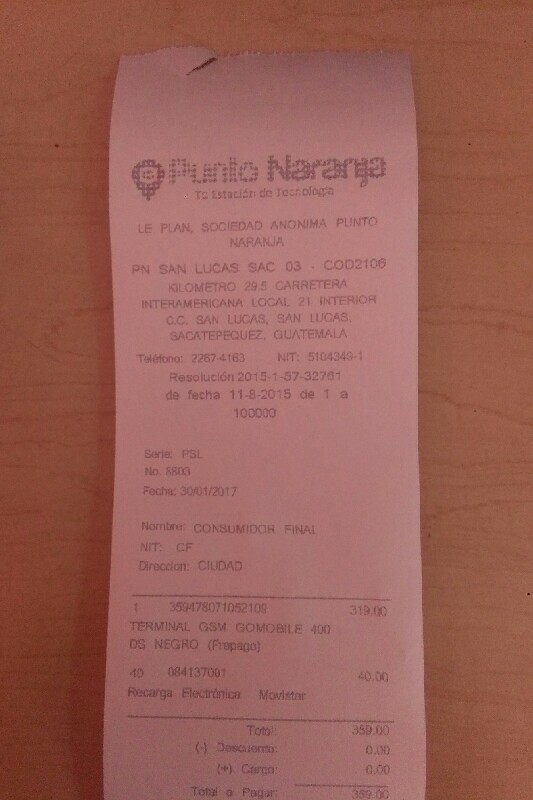 Punto Naranja
Tu Estación de Tecnología
LE PLAN, SOCIEDAD ANONIMA PUNTO
NARANJA
PN SAN LUCAS SAC 03 - COD2106
KILOMETRO 29.5 CARRETERA
INTERAMERICANA LOCAL 21 INTERIOR
C.C. SAN LUCAS, SAN LUCAS,
SACATEPEQUEZ, GUATEMALA
Teléfono: 2267-4163 NIT: 5104349-1
Resolución 2015-1-57-32761
de fecha 11-8-2015 de 1 a
100000
Serie: PSL
No. 8803
Fecha: 30/01/2017
Nombre: CONSUMIDOR FINAL
NIT: CF
Direccion: CIUDAD
1 359478071052109 319.00
TERMINAL GSM GOMOBILE 400
DS NEGRO (Prepago)
40 084137001 40.00
Recarga Electrónica Movistar
Total: 359.00
(-) Descuento: 0.00
(+) Cargo: 0.00
Total a Pagar: 359.00